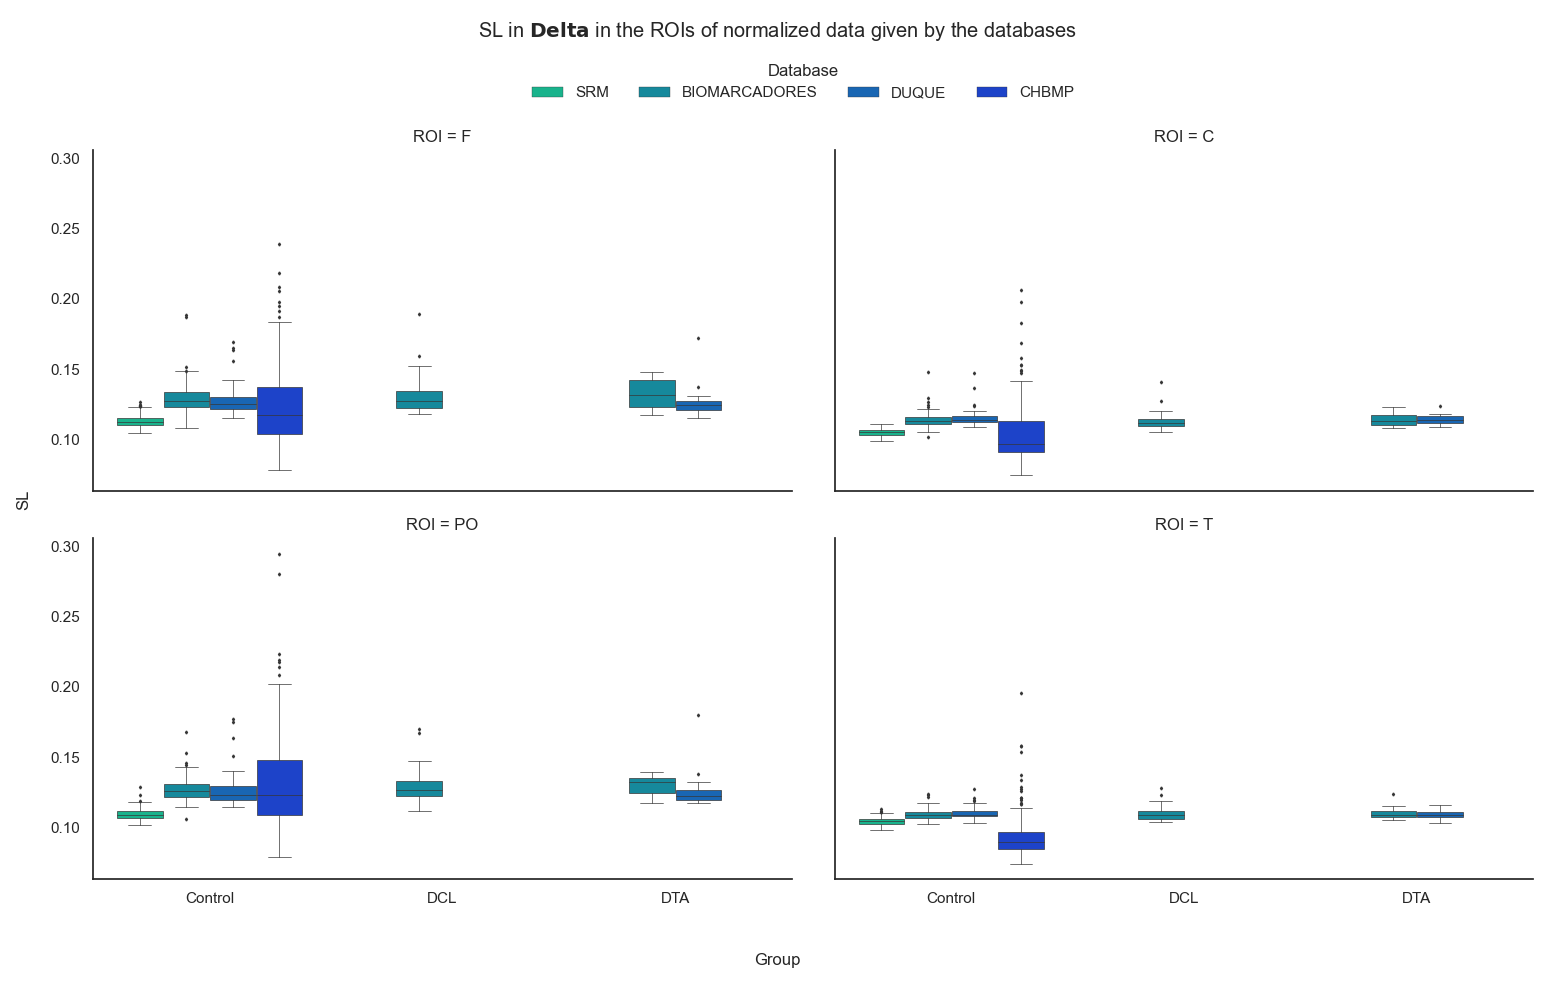 SL in Delta in the ROIs of normalized data given by the databases
Database
SRM BIOMARCADORES DUQUE CHBMP
ROI = F
ROI = C
0.30
0.25
0.20
0.15
0.10
SL
ROI = PO
ROI = T
0.30
0.25
0.20
0.15
0.10
Control DCL DTA
Control DCL DTA
Group